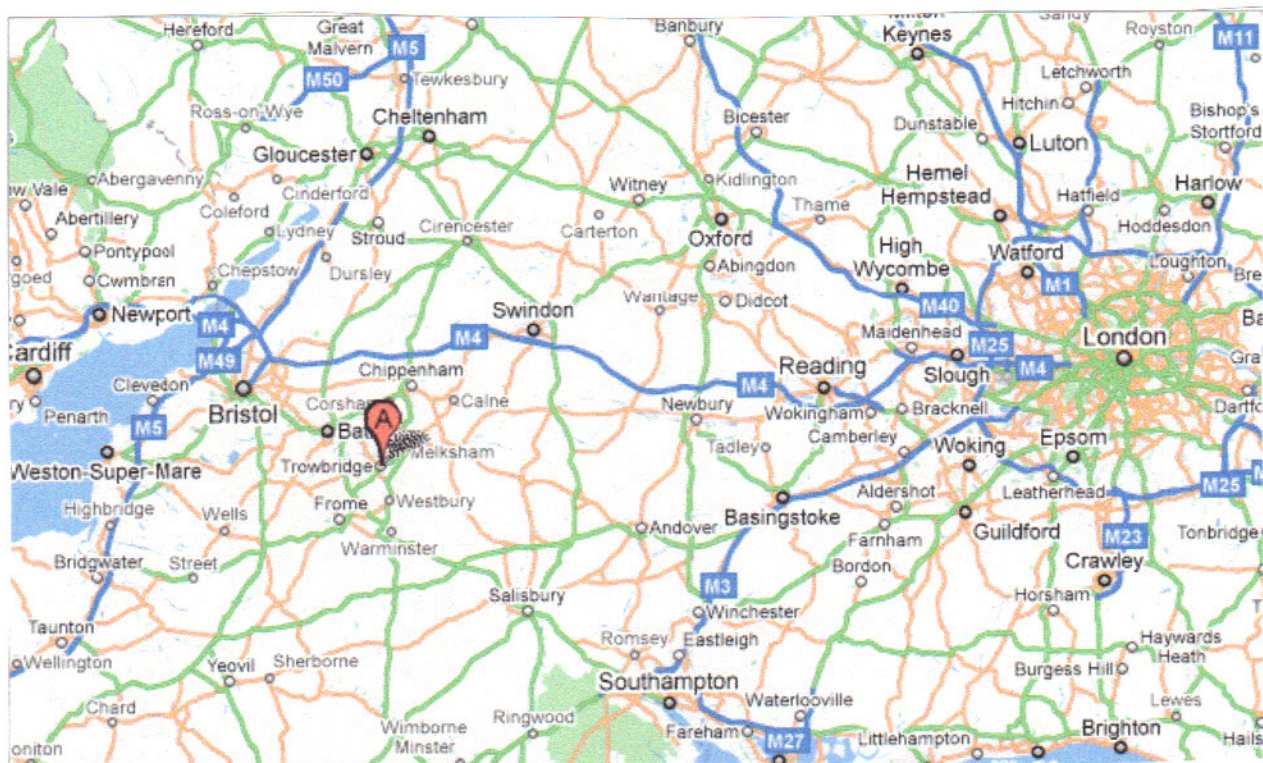 Hereford
Great
Malvern
M5
M50
Tewkesbury
Banbury
Keynes
Sandy
Royston
M11
Letchworth
Hitchin
Ross-on-Wye
Cheltenham
Bicester
Dunstable
Bishop's
Stortford
Luton
Gloucester
Abergavenny
Cinderford
Witney
Kidlington
Hemel
Hempstead
Hatfield
Harlow
Coleford
Abertillery
Lydney
Stroud
Cirencester
Carterton
Thame
Oxford
Hoddesdon
Pontypool
High
Wycombe
Watford
Cwmbran
Chepstow
Dursley
Abingdon
Loughton
M1
Newport
Wantage
Didcot
Swindon
M40
M4
M4
Maidenhead
M25
London
Cardiff
M49
Reading
Slough
M4
Clevedon
Chippenham
M4
Penarth
Bristol
Corsham
Calne
Newbury
Wokingham
Bracknell
M5
A
Tadley
Camberley
Woking
Epsom
Weston-Super-Mare
Trowbridge
Melksham
Leatherhead
M25
Highbridge
Wells
Frome
Westbury
Andover
Basingstoke
Aldershot
Guildford
Farnham
M23
Tonbridge
Warminster
Bridgwater
Street
Bordon
Crawley
M3
Salisbury
Winchester
Horsham
Taunton
Romsey
Eastleigh
Haywards
Heath
Wellington
Yeovil
Sherborne
Burgess Hill
Southampton
Waterlooville
Lewes
Chard
Wimborne
Minster
Ringwood
Fareham
M27
Littlehampton
Brighton